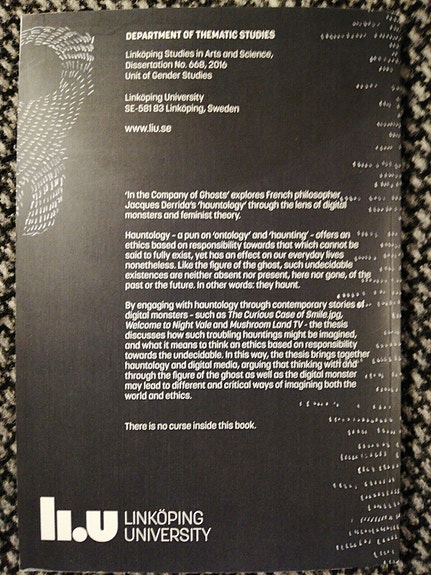 DEPARTMENT OF THEMATIC STUDIES
Linköping Studies in Arts and Science,
Dissertation No. 668, 2016
Unit of Gender Studies
Linköping University
SE-581 83 Linköping, Sweden
www.liu.se
'In the Company of Ghosts' explores French philosopher
Jacques Derrida's 'hauntology' through the lens of digital
monsters and feminist theory.
Hauntology - a pun on 'ontology' and 'haunting' - offers an
ethics based on responsibility towards that which cannot be
said to fully exist, yet has an effect on our everyday lives
nonetheless. Like the figure of the ghost, such undecidable
existences are neither absent nor present, here nor gone, of the
past or the future. In other words: they haunt.
By engaging with hauntology through contemporary stories of
digital monsters - such as The Curious Case of Smile.jpg,
Welcome to Night Vale and Mushroom Land TV - the thesis
discusses how such troubling hauntings might be imagined,
and what it means to think an ethics based on responsibility
towards the undecidable. In this way, the thesis brings together
hauntology and digital media, arguing that thinking with and
through the figure of the ghost as well as the digital monster
may lead to different and critical ways of imagining both the
world and ethics.
There is no curse inside this book.
li.u LINKÖPING
UNIVERSITY